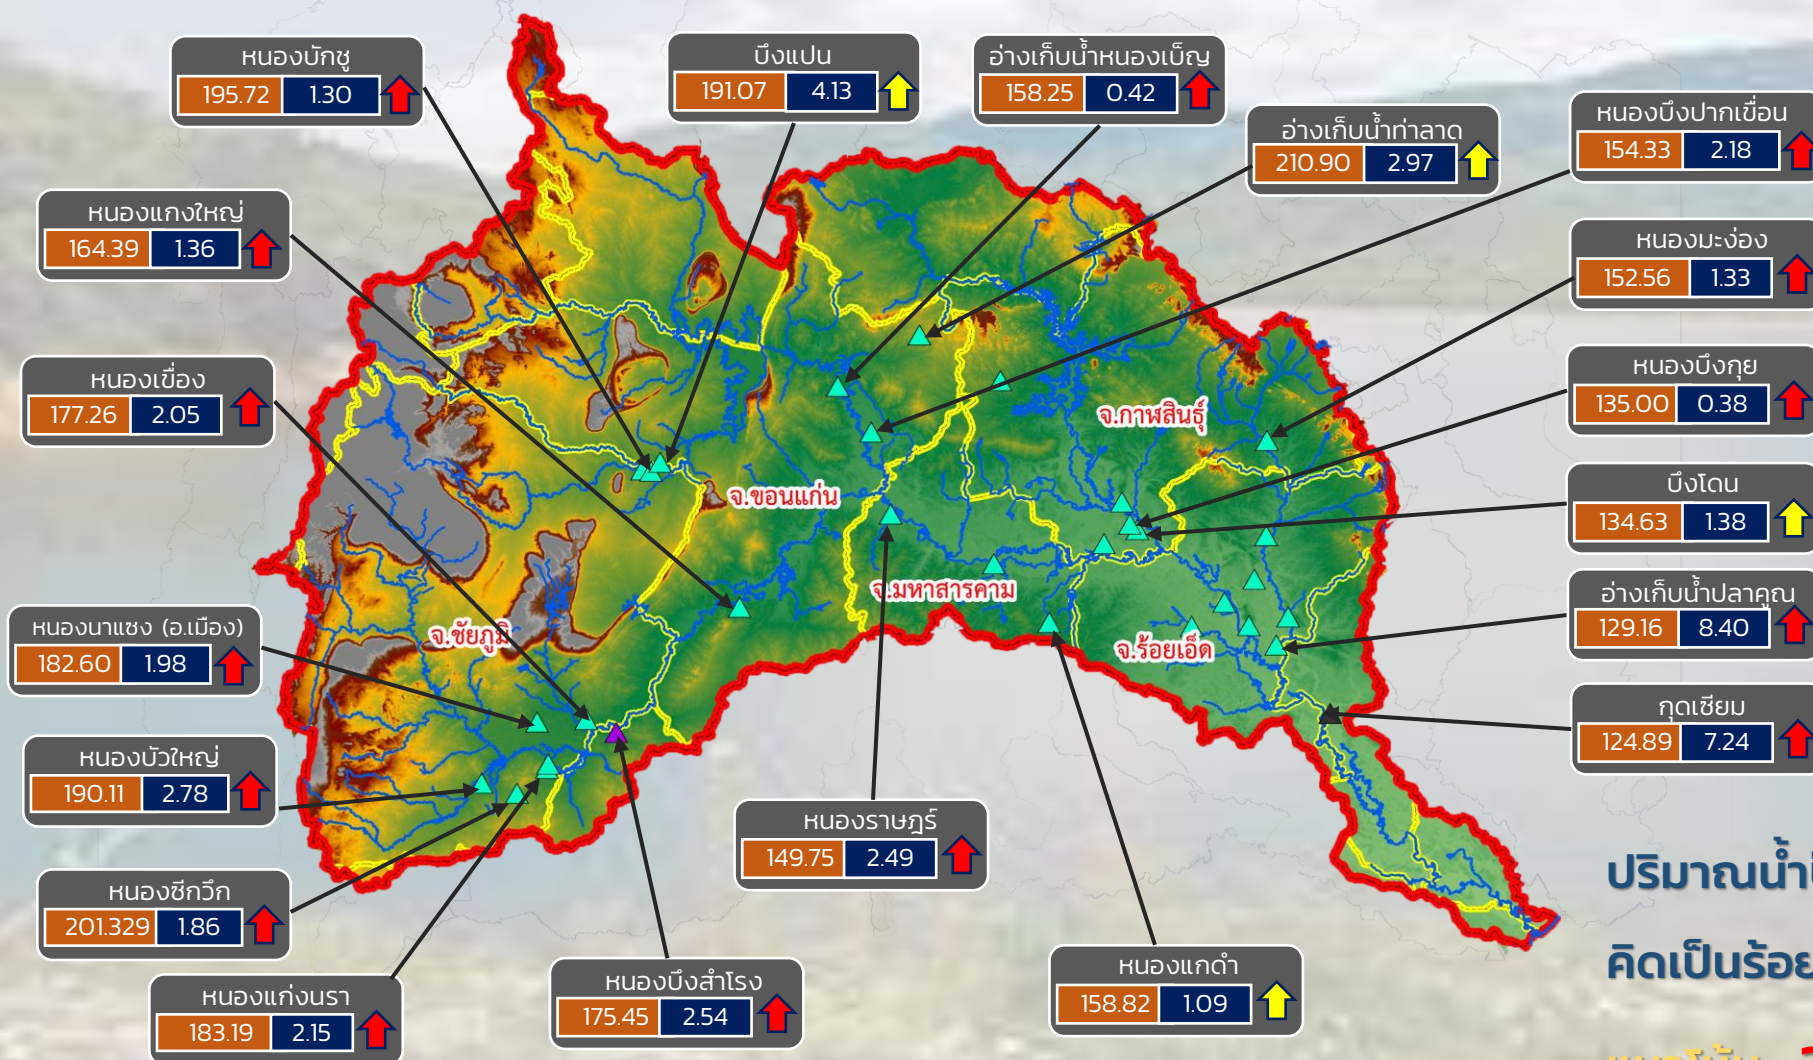 หนองบักชู
195.72 1.30
บึงแปน
191.07 4.13
อ่างเก็บน้ำหนองเบ็ญ
158.25 0.42
อ่างเก็บน้ำท่าลาด
210.90 2.97
หนองบึงปากเขื่อน
154.33 2.18
หนองแกงใหญ่
164.39 1.36
หนองมะง่อง
152.56 1.33
หนองเขื่อง
177.26 2.05
หนองบึงกุย
135.00 0.38
บึงโดน
134.63 1.38
อ่างเก็บน้ำปลาคูณ
129.16 8.40
หนองนาแซง (อ.เมือง)
182.60 1.98
กุดเซียม
124.89 7.24
หนองบัวใหญ่
190.11 2.78
หนองซีกวึก
201.329 1.86
หนองราษฎร์
149.75 2.49
หนองแก่งนรา
183.19 2.15
หนองบึงสำโรง
175.45 2.54
หนองแกดำ
158.82 1.09
จ.กาฬสินธุ์
จ.ขอนแก่น
จ.มหาสารคาม
จ.ชัยภูมิ
จ.ร้อยเอ็ด
ปริมาณน้ำ
คิดเป็นร้อย